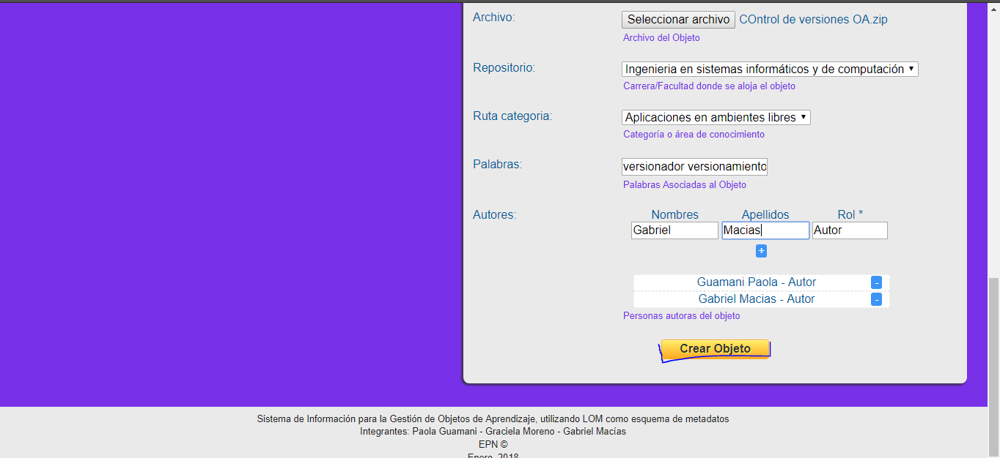 Archivo: Seleccionar archivo COntrol de versiones OA.zip
Archivo del Objeto
Repositorio: Ingenieria en sistemas informáticos y de computación
Carrera/Facultad donde se aloja el objeto
Ruta categoria: Aplicaciones en ambientes libres
Categoría o área de conocimiento
Palabras: versionador versionamiento
Palabras Asociadas al Objeto
Autores: Nombres Apellidos Rol *
Gabriel Macias Autor
+
Guamani Paola - Autor -
Gabriel Macias - Autor -
Personas autoras del objeto
Crear Objeto
Sistema de Información para la Gestión de Objetos de Aprendizaje, utilizando LOM como esquema de metadatos
Integrantes: Paola Guamani - Graciela Moreno - Gabriel Macías
EPN ©
Enero, 2018